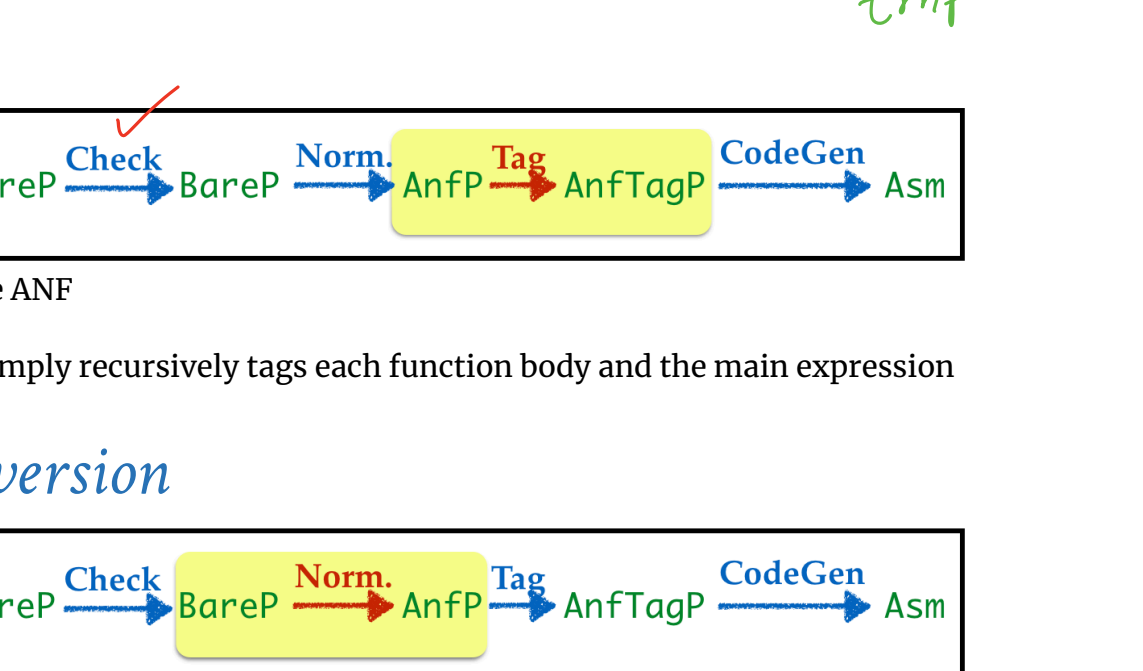 tmp
Check Norm. Tag CodeGen
reP BareP AnfP AnfTagP Asm
e ANF
mply recursively tags each function body and the main expression
version
Check Norm. Tag CodeGen
reP BareP AnfP AnfTagP Asm